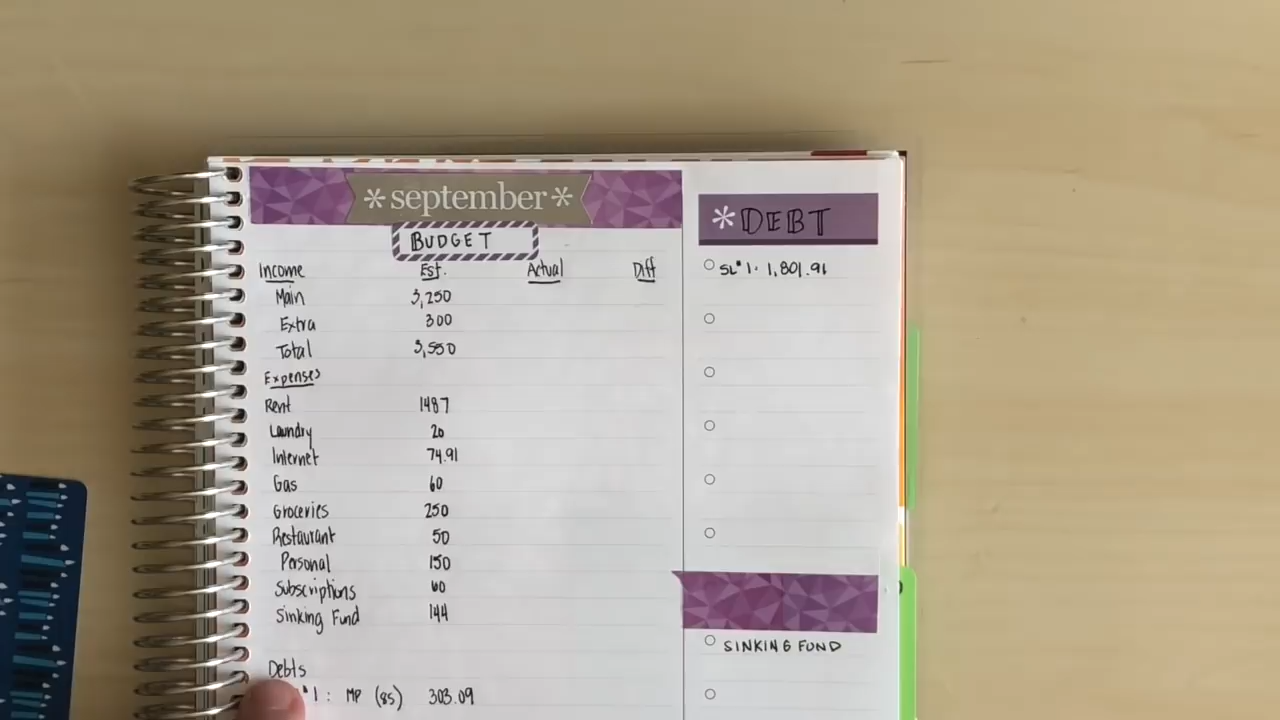 *september*
BUDGET
Income Est. Actual Diff
Main 3,250
Extra 300
Total 3,550
Expenses
Rent 1487
Laundry 20
Internet 74.91
Gas 60
Groceries 250
Restaurant 50
Personal 150
Subscriptions 60
Sinking Fund 144
Debts
#1: MP (85) 303.09
*DEBT
SL#1: 1,801.91
SINKING FUND